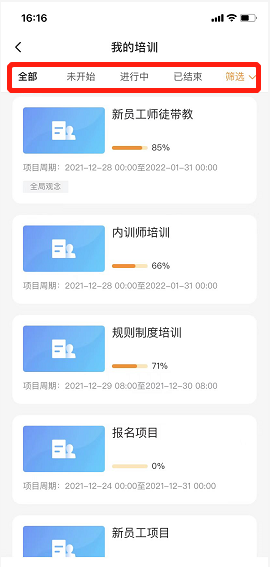 16:16
我的培训
全部 未开始 进行中 已结束 筛选
新员工师徒带教
85%
项目周期：2021-12-28 00:00至2022-01-31 00:00
全局观念
内训师培训
66%
项目周期：2021-12-28 00:00至2022-01-31 00:00
规则制度培训
71%
项目周期：2021-12-29 08:00至2021-12-30 08:00
报名项目
0%
项目周期：2021-12-24 00:00至2021-12-31 00:00
新员工项目